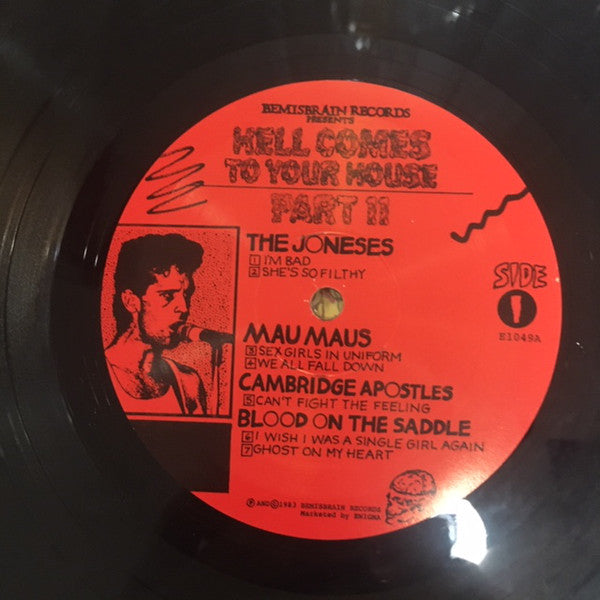 BEMISBRAIN RECORDS
PRESENTS
HELL COMES
TO YOUR HOUSE
PART II
THE JONESES
1 I'M BAD
2 SHE'S SO FILTHY
SIDE
1
E1049A
MAU MAUS
3 SEX GIRLS IN UNIFORM
4 WE ALL FALL DOWN
CAMBRIDGE APOSTLES
5 CAN'T FIGHT THE FEELING
BLOOD ON THE SADDLE
6 I WISH I WAS A SINGLE GIRL AGAIN
7 GHOST ON MY HEART
Ⓟ AND © 1983 BEMISBRAIN RECORDS
Marketed by ENIGMA